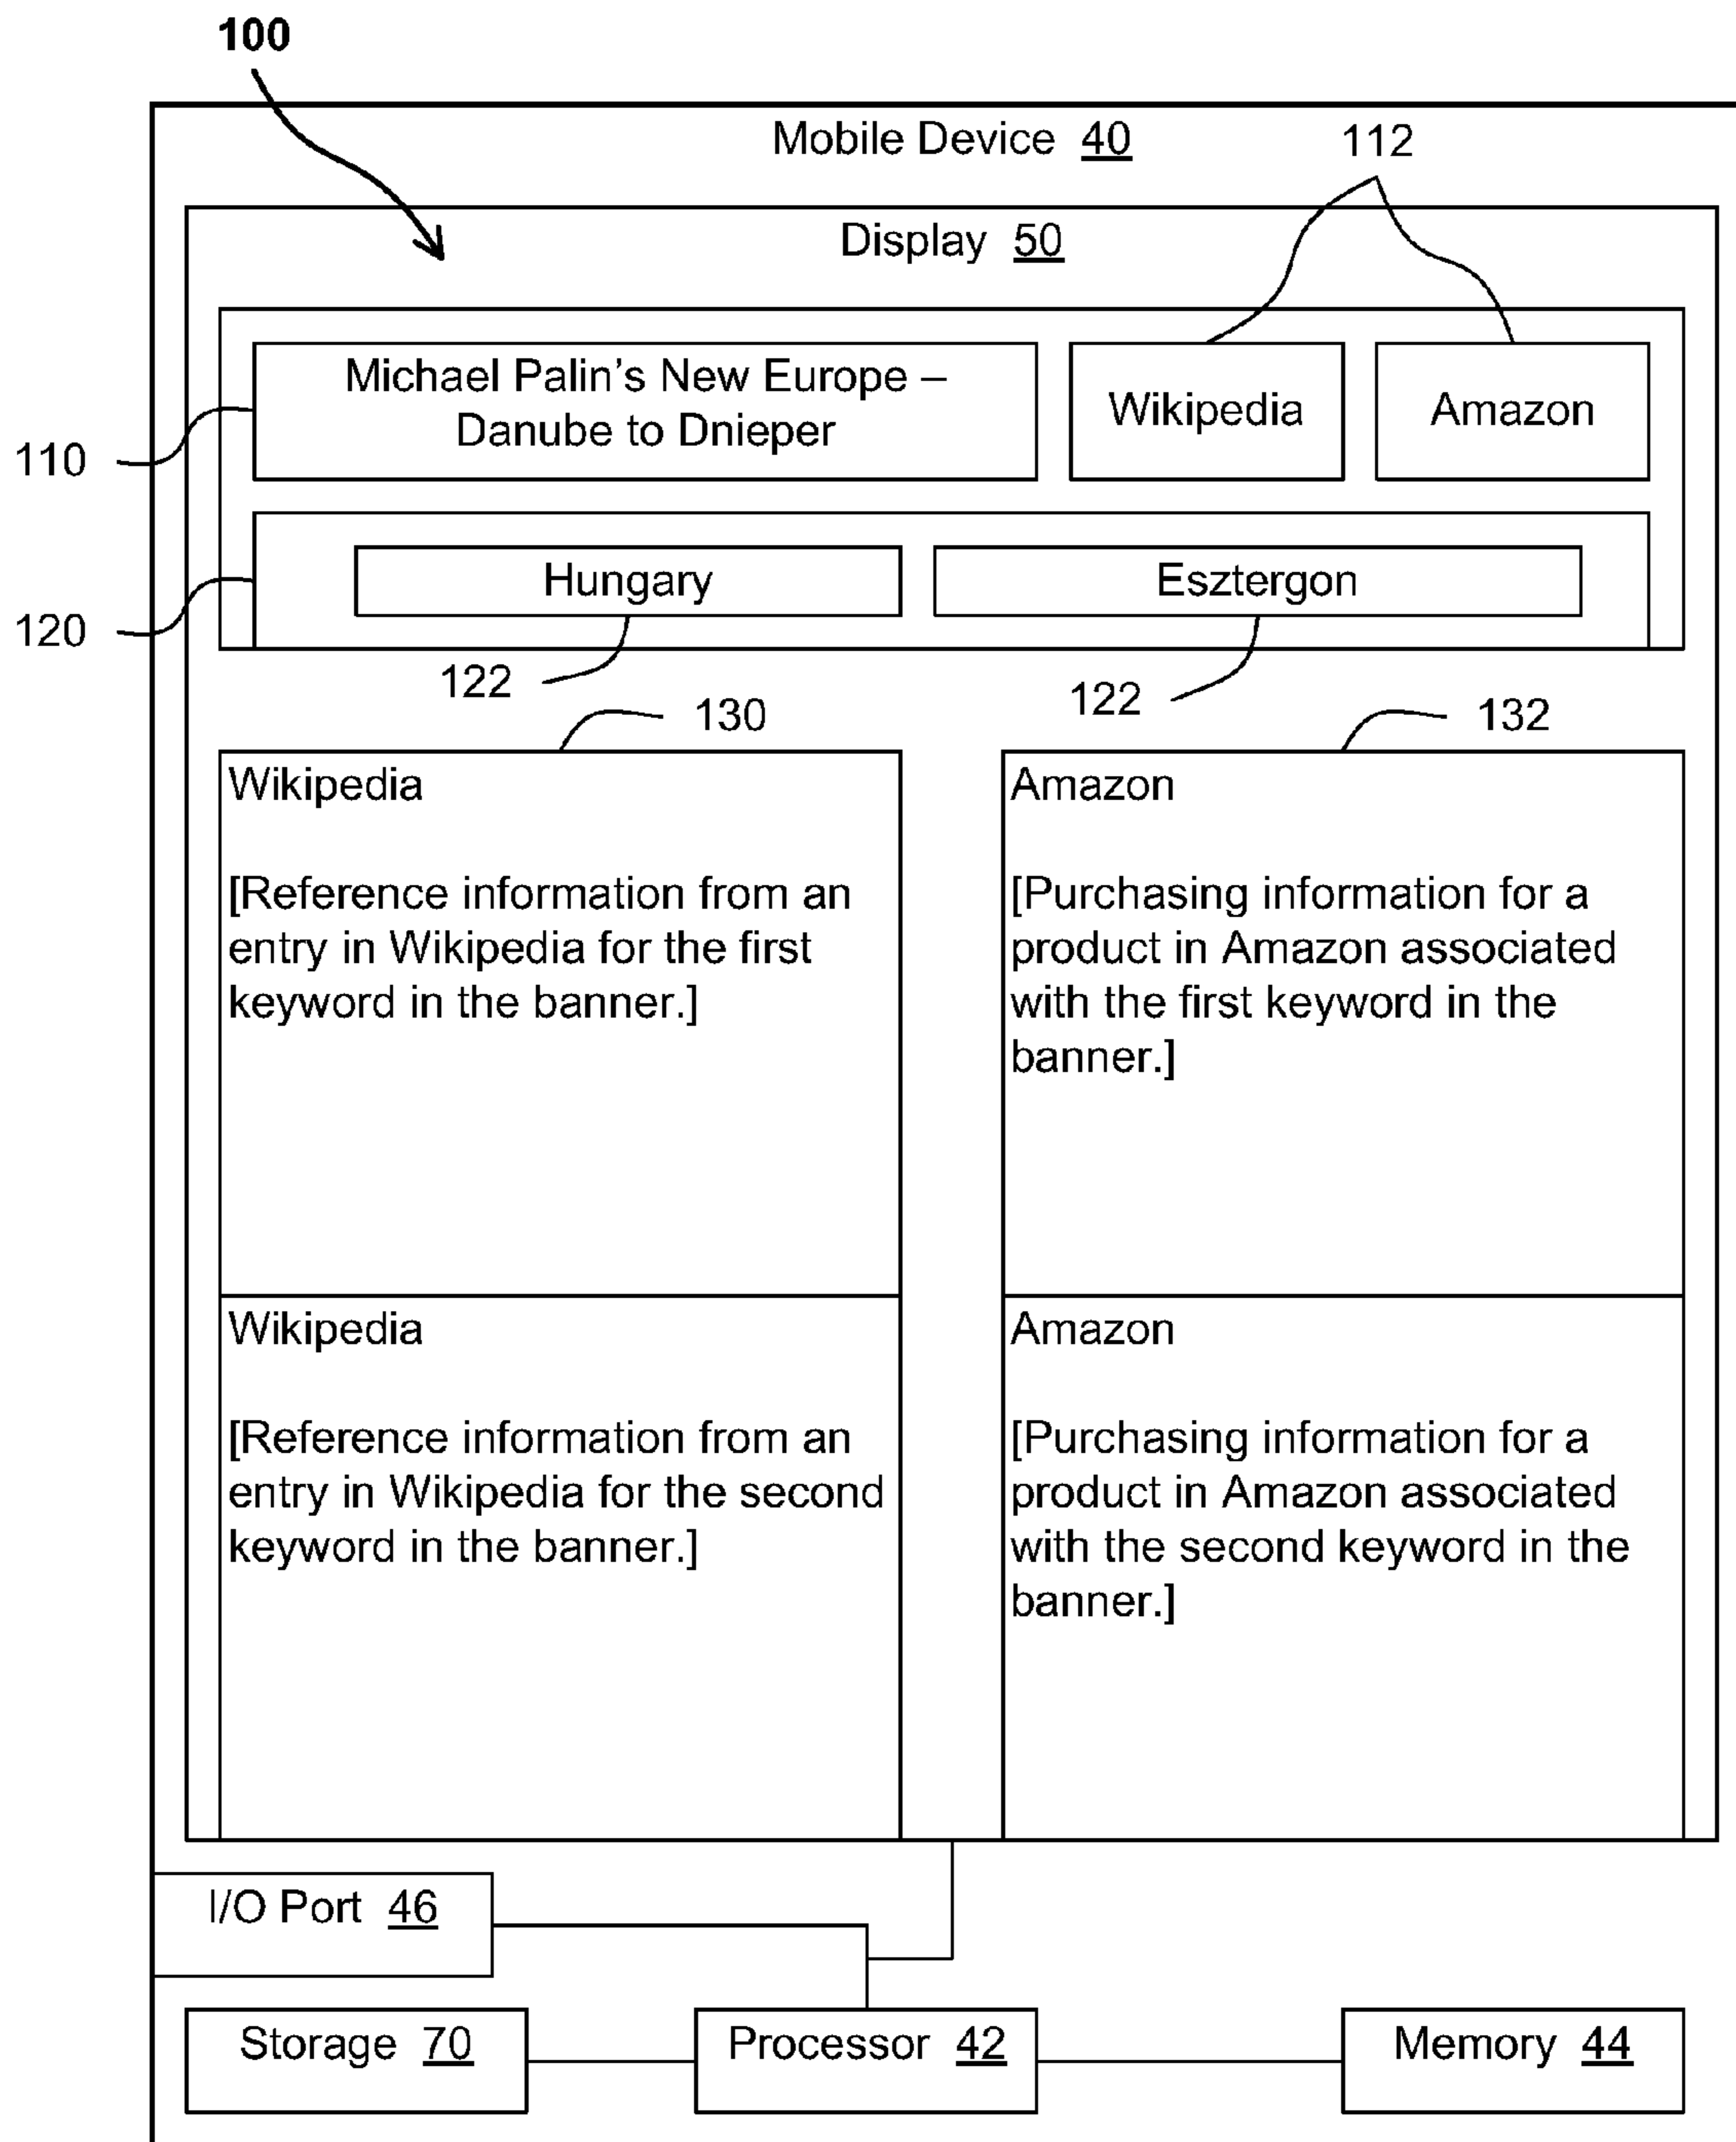 100
Mobile Device 40
112
Display 50
Michael Palin's New Europe –
Danube to Dnieper
Wikipedia
Amazon
110
Hungary
Esztergon
120
122
122
130
132
Wikipedia
[Reference information from an
entry in Wikipedia for the first
keyword in the banner.]
Amazon
[Purchasing information for a
product in Amazon associated
with the first keyword in the
banner.]
Wikipedia
[Reference information from an
entry in Wikipedia for the second
keyword in the banner.]
Amazon
[Purchasing information for a
product in Amazon associated
with the second keyword in the
banner.]
I/O Port 46
Storage 70
Processor 42
Memory 44